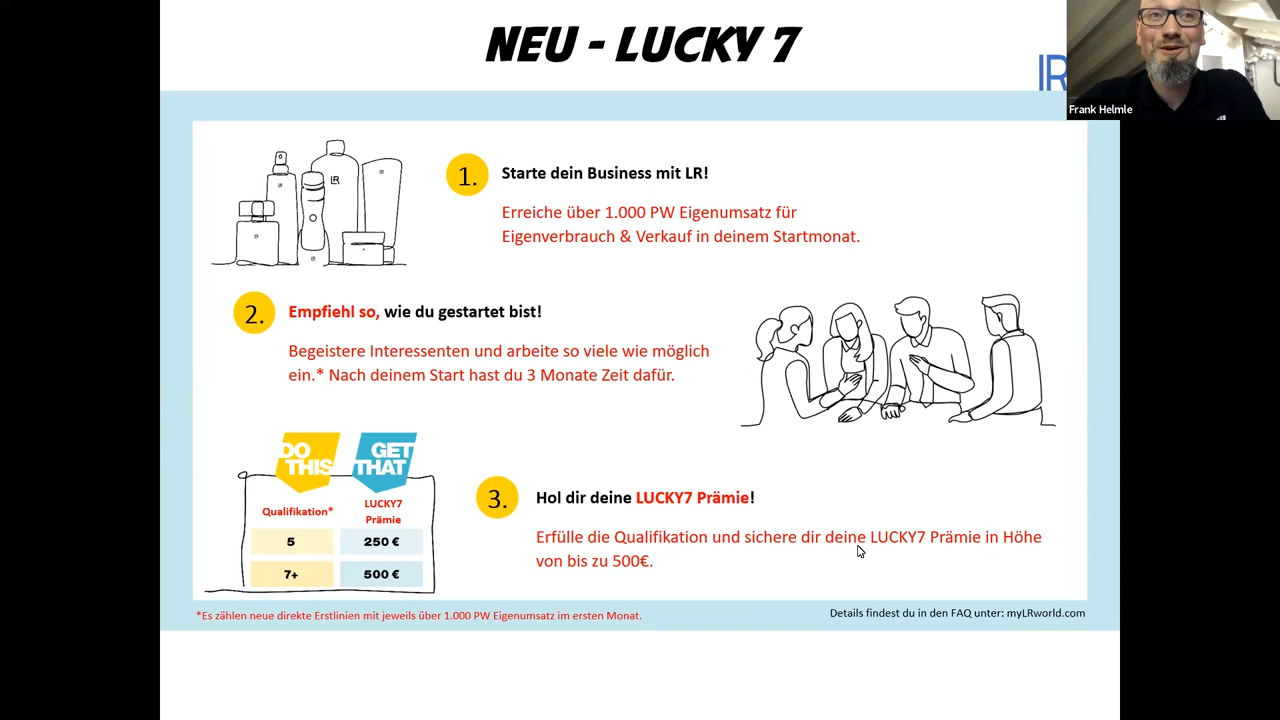 NEU - LUCKY 7
LR
Frank Helmle
LR
1.
Starte dein Business mit LR!
Erreiche über 1.000 PW Eigenumsatz für
Eigenverbrauch & Verkauf in deinem Startmonat.
2.
Empfiehl so, wie du gestartet bist!
Begeistere Interessenten und arbeite so viele wie möglich
ein.* Nach deinem Start hast du 3 Monate Zeit dafür.
DO THIS
GET THAT
Qualifikation*
LUCKY7
Prämie
5 250 €
7+ 500 €
3.
Hol dir deine LUCKY7 Prämie!
Erfülle die Qualifikation und sichere dir deine LUCKY7 Prämie in Höhe
von bis zu 500€.
*Es zählen neue direkte Erstlinien mit jeweils über 1.000 PW Eigenumsatz im ersten Monat.
Details findest du in den FAQ unter: myLRworld.com